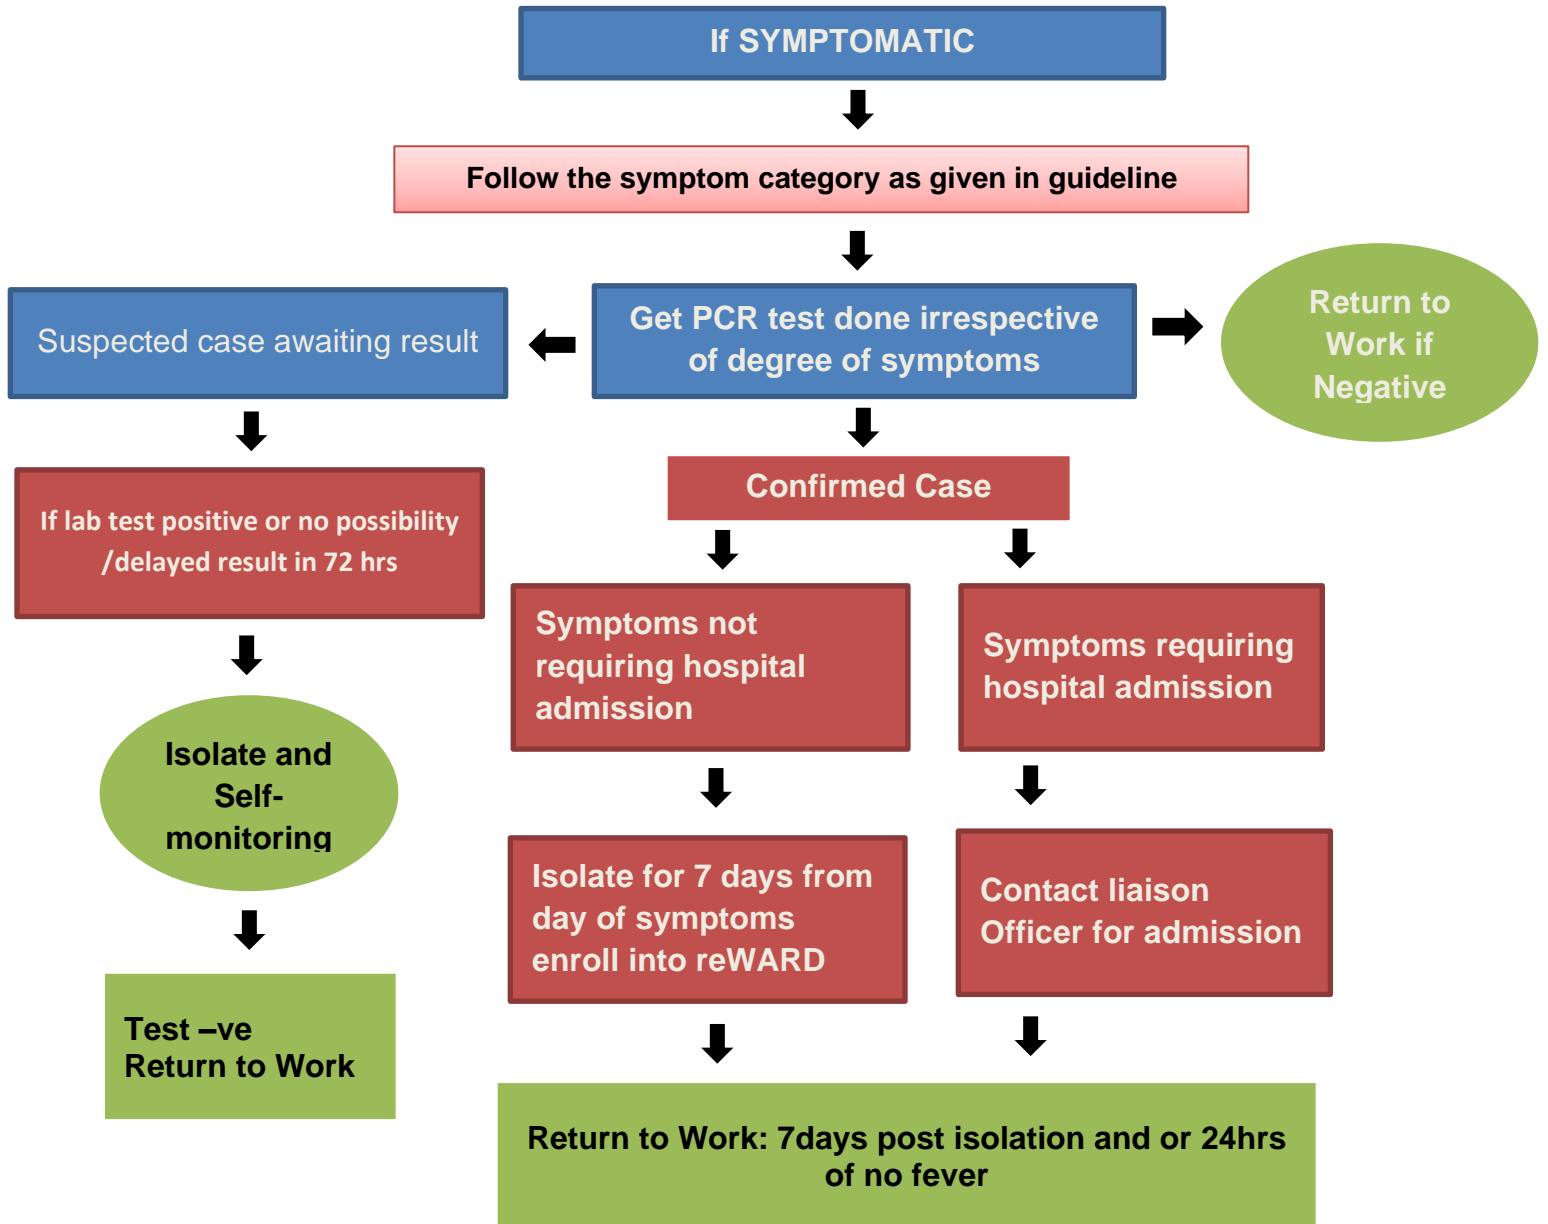 If SYMPTOMATIC
Follow the symptom category as given in guideline
Suspected case awaiting result
Get PCR test done irrespective
of degree of symptoms
Return to
Work if
Negative
If lab test positive or no possibility
/delayed result in 72 hrs
Confirmed Case
Symptoms not
requiring hospital
admission
Symptoms requiring
hospital admission
Isolate and
Self-
monitoring
Isolate for 7 days from
day of symptoms
enroll into reWARD
Contact liaison
Officer for admission
Test –ve
Return to Work
Return to Work: 7days post isolation and or 24hrs
of no fever